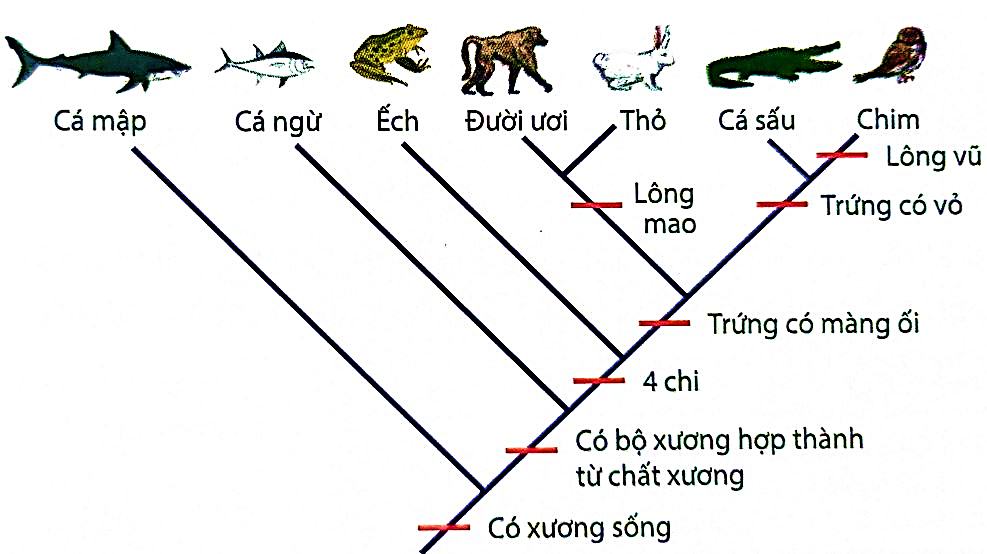 Cá mập
Cá ngừ
Ếch
Đười ươi
Thỏ
Cá sấu
Chim
Lông vũ
Lông
mao
Trứng có vỏ
Trứng có màng ối
4 chi
Có bộ xương hợp thành
từ chất xương
Có xương sống